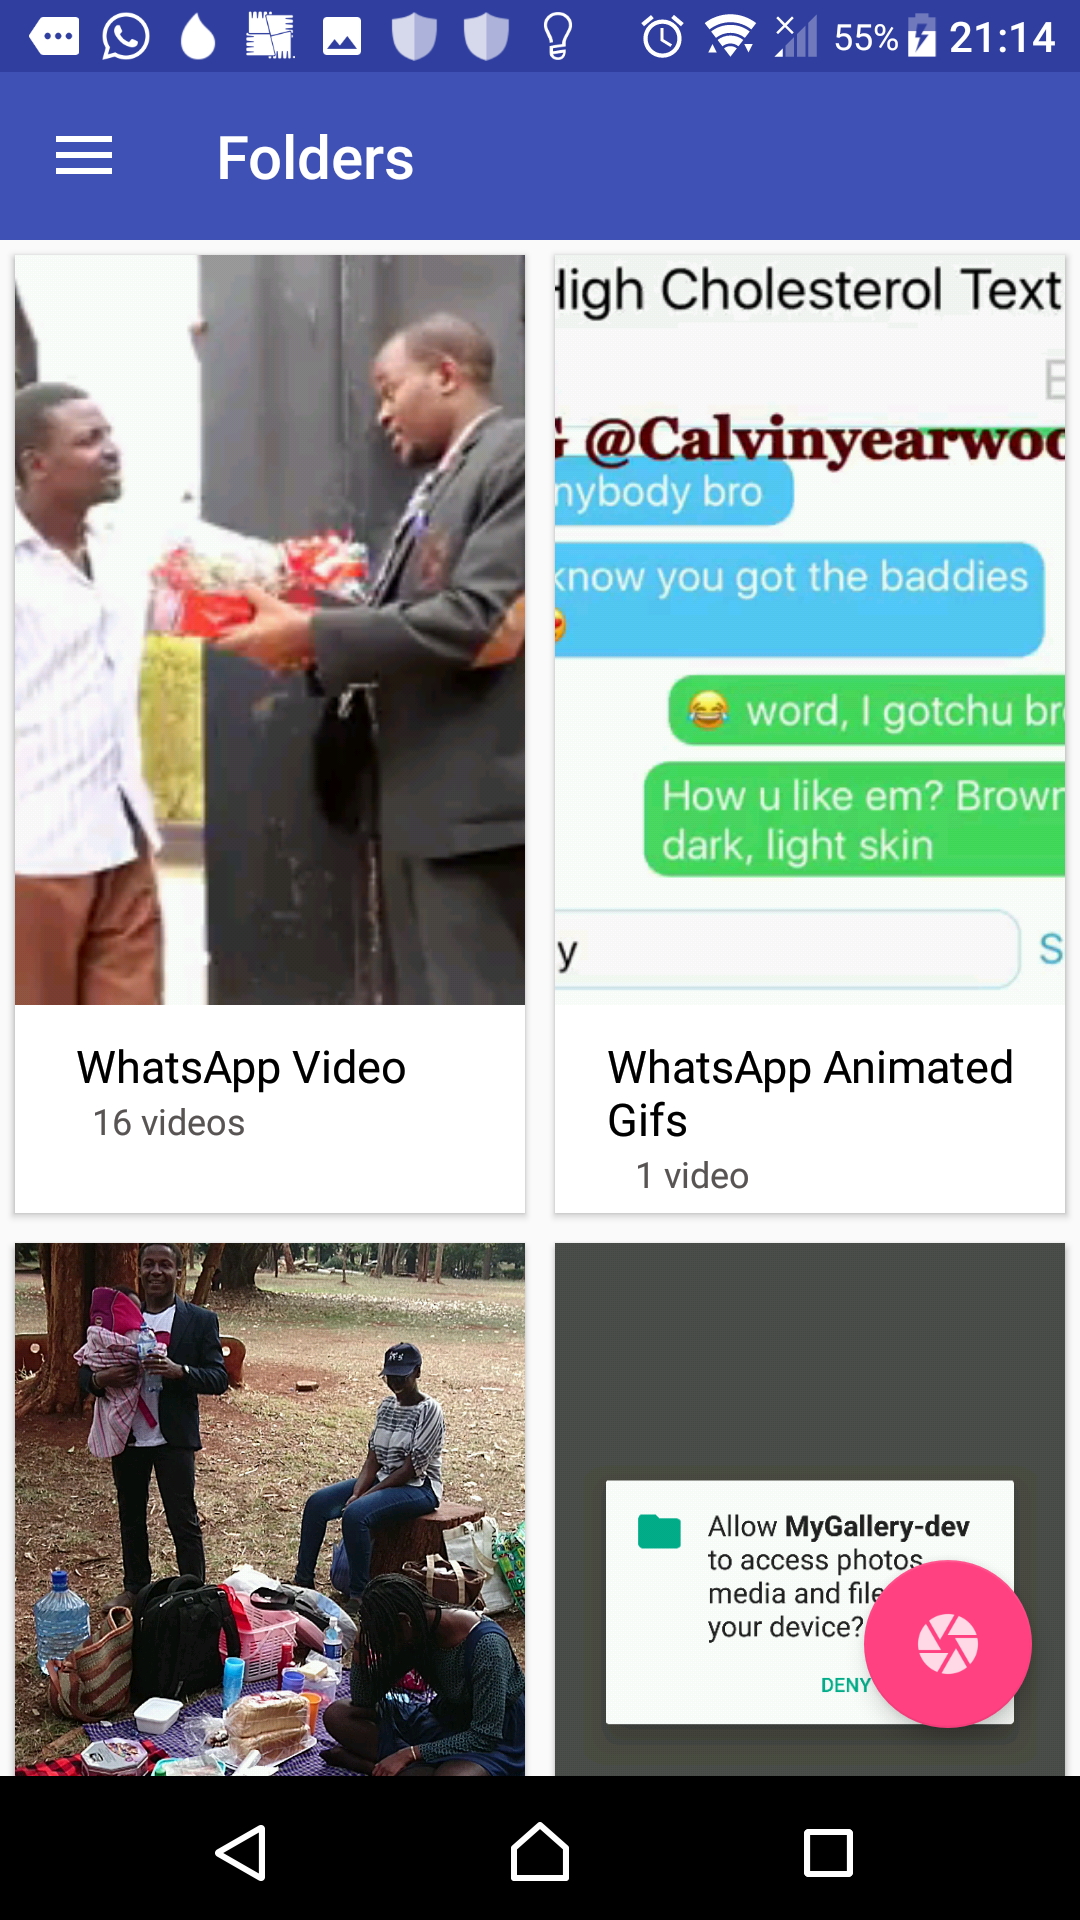 55% 21:14
Folders
High Cholesterol Text
@Calvinyearwoo
nybody bro
know you got the baddies
😂 word, I gotchu br
How u like em? Brown
dark, light skin
y
S
WhatsApp Video
16 videos
WhatsApp Animated
Gifs
1 video
Allow MyGallery-dev
to access photos,
media and file
your device?
DENY